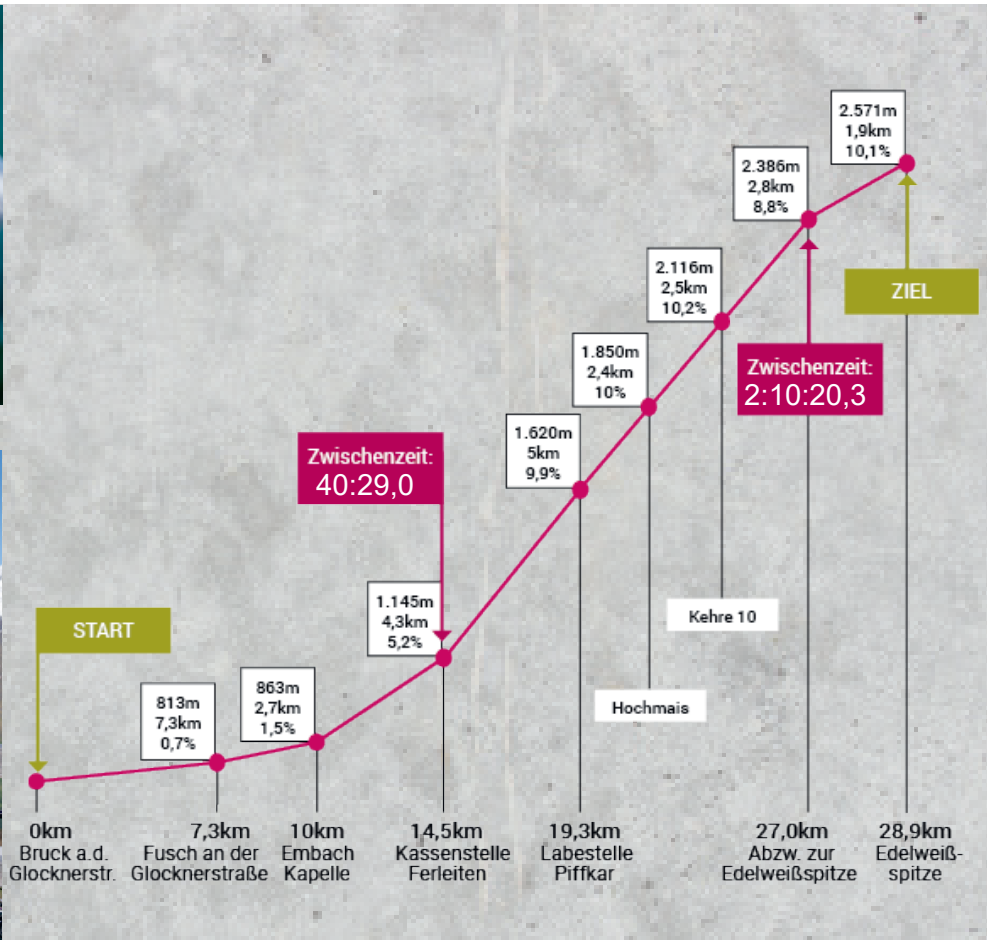 2.571m
1,9km
10,1%
2.386m
2,8km
8,8%
2.116m
2,5km
10,2%
ZIEL
1.850m
2,4km
10%
Zwischenzeit:
2:10:20,3
1.620m
5km
9,9%
Zwischenzeit:
40:29,0
1.145m
4,3km
5,2%
START
Kehre 10
863m
2,7km
1,5%
813m
7,3km
0,7%
Hochmais
0km
Bruck a.d.
Glocknerstr.
7,3km
Fusch an der
Glocknerstraße
10km
Embach
Kapelle
14,5km
Kassenstelle
Ferleiten
19,3km
Labestelle
Piffkar
27,0km
Abzw. zur
Edelweißspitze
28,9km
Edelweiß-
spitze